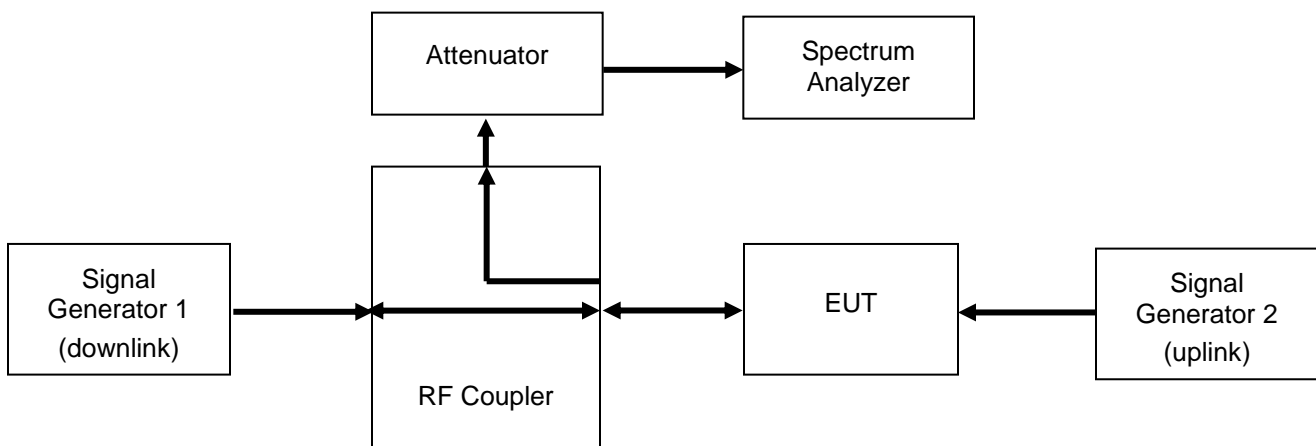 Attenuator
Spectrum
Analyzer
Signal
Generator 1
(downlink)
RF Coupler
EUT
Signal
Generator 2
(uplink)